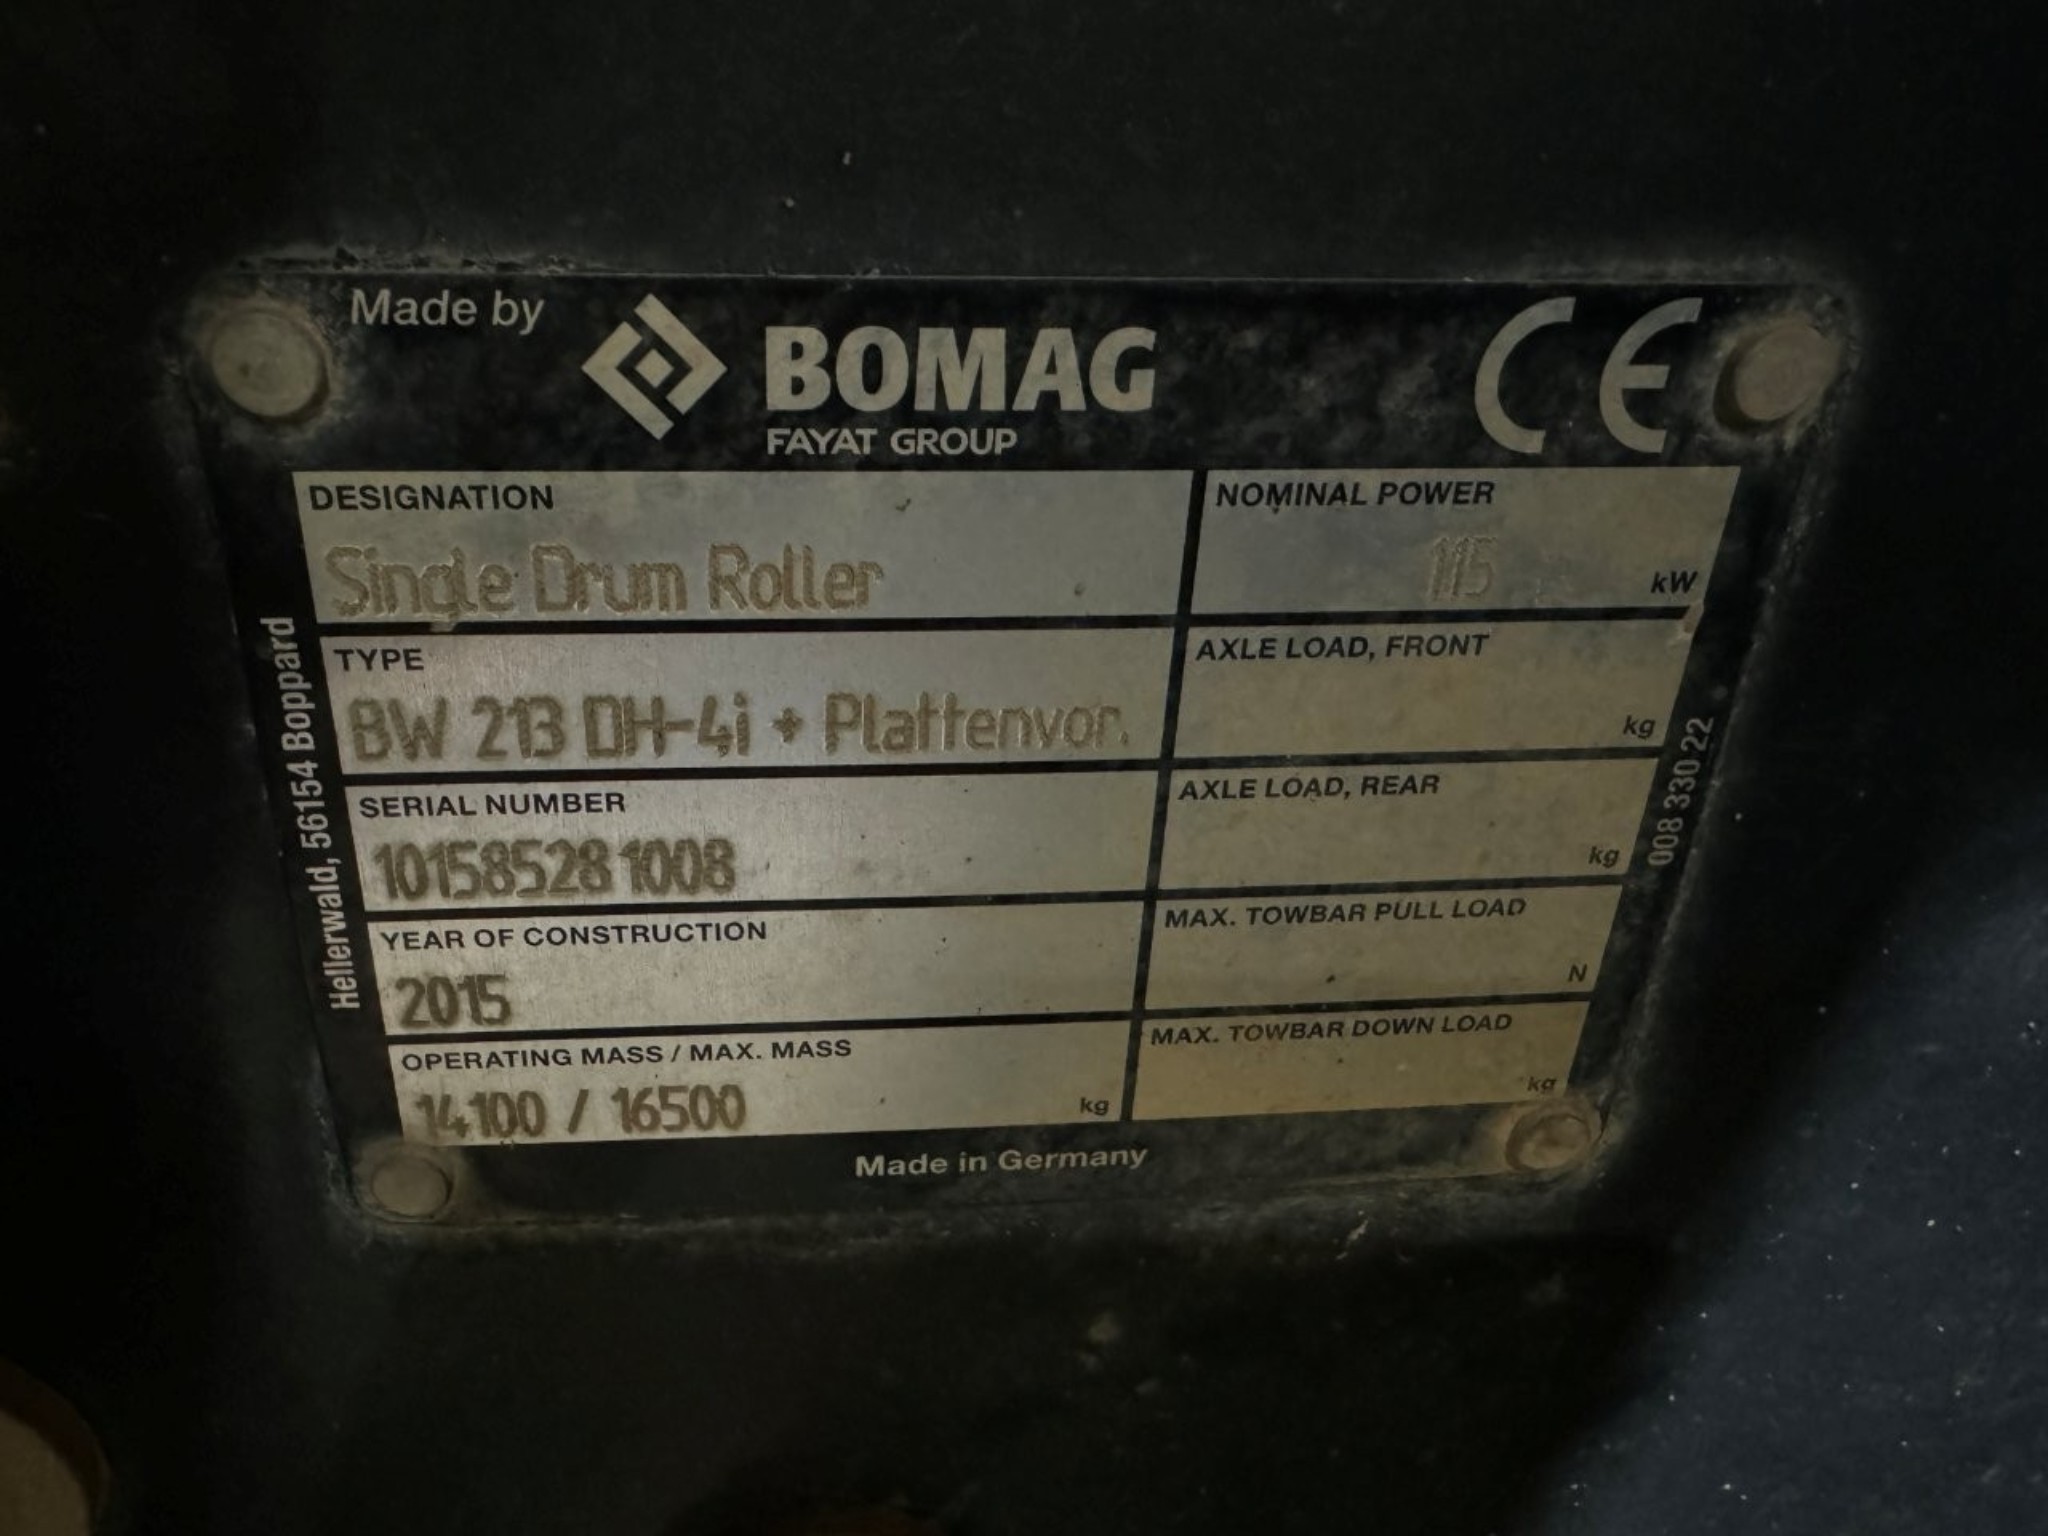 Made by
BOMAG
FAYAT GROUP
CE
DESIGNATION
Single Drum Roller
NOMINAL POWER
115 kW
TYPE
BW 213 DH-4i + Plattenvor.
AXLE LOAD, FRONT
kg
SERIAL NUMBER
101585281008
AXLE LOAD, REAR
kg
YEAR OF CONSTRUCTION
2015
MAX. TOWBAR PULL LOAD
N
OPERATING MASS / MAX. MASS
14100 / 16500 kg
MAX. TOWBAR DOWN LOAD
kg
Made in Germany
Hellerwald, 56154 Boppard
008 330 22